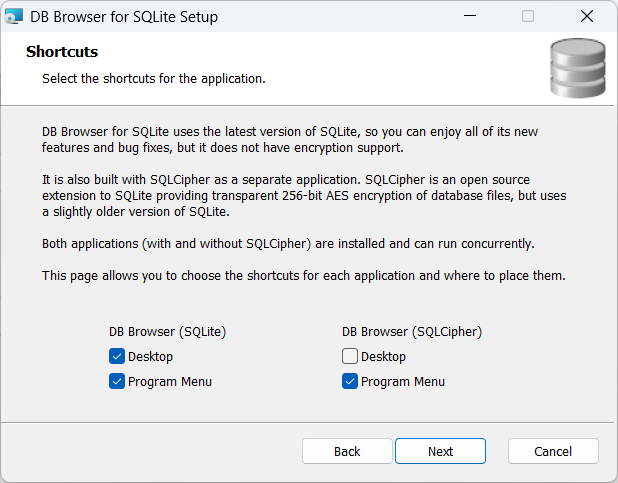 DB Browser for SQLite Setup
Shortcuts
Select the shortcuts for the application.
DB Browser for SQLite uses the latest version of SQLite, so you can enjoy all of its new
features and bug fixes, but it does not have encryption support.
It is also built with SQLCipher as a separate application. SQLCipher is an open source
extension to SQLite providing transparent 256-bit AES encryption of database files, but uses
a slightly older version of SQLite.
Both applications (with and without SQLCipher) are installed and can run concurrently.
This page allows you to choose the shortcuts for each application and where to place them.
DB Browser (SQLite)
Desktop
Program Menu
DB Browser (SQLCipher)
Desktop
Program Menu
Back
Next
Cancel